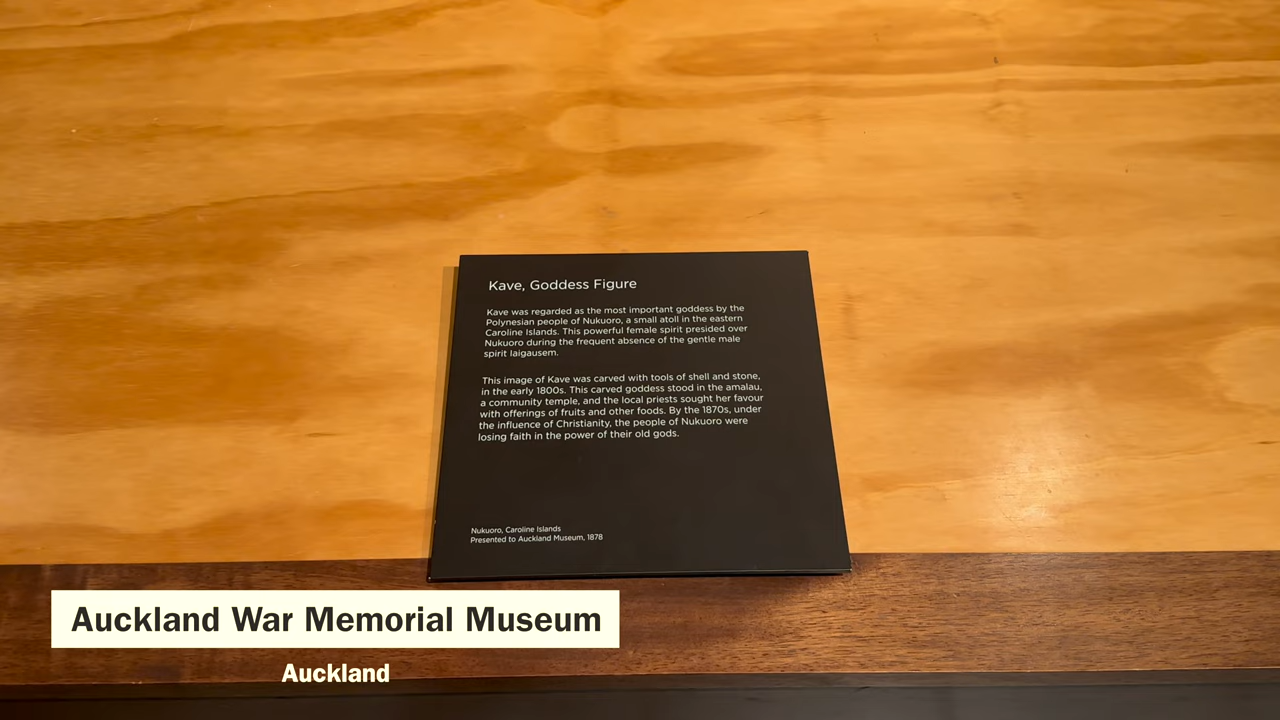 Kave, Goddess Figure
Kave was regarded as the most important goddess by the
Polynesian people of Nukuoro, a small atoll in the eastern
Caroline Islands. This powerful female spirit presided over
Nukuoro during the frequent absence of the gentle male
spirit laigausem.
This image of Kave was carved with tools of shell and stone,
in the early 1800s. This carved goddess stood in the amalau,
a community temple, and the local priests sought her favour
with offerings of fruits and other foods. By the 1870s, under
the influence of Christianity, the people of Nukuoro were
losing faith in the power of their old gods.
Nukuoro, Caroline Islands
Presented to Auckland Museum, 1878
Auckland War Memorial Museum
Auckland